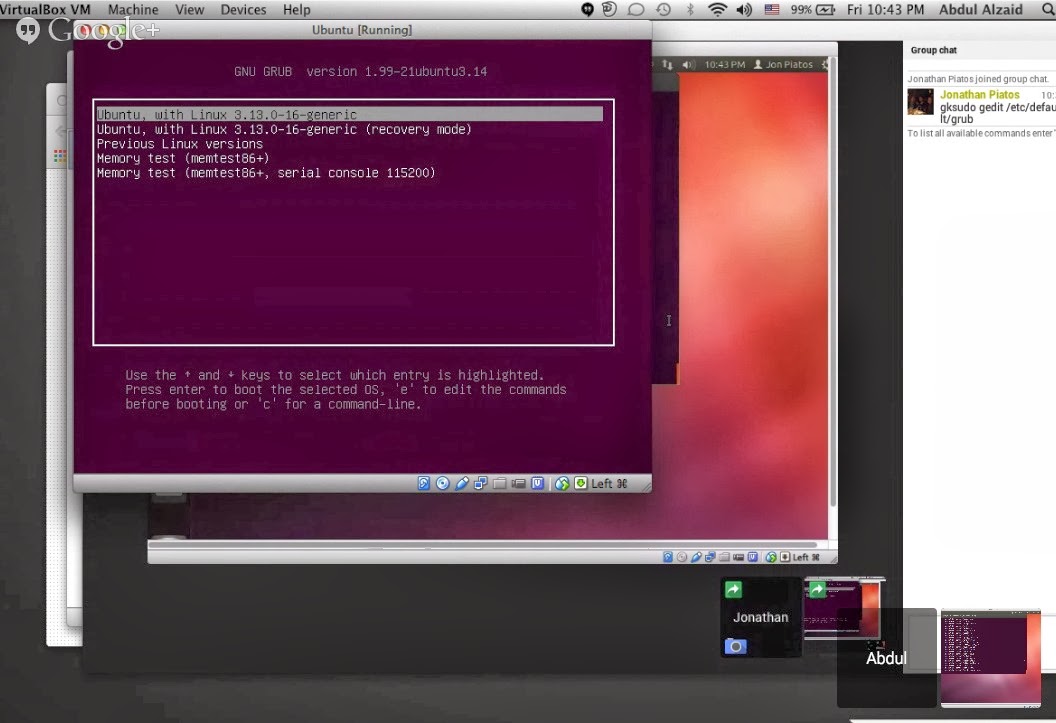 VirtualBox VM Machine View Devices Help
99% Fri 10:43 PM Abdul Alzaid
Google+
Ubuntu [Running]
GNU GRUB version 1.99-21ubuntu3.14
Ubuntu, with Linux 3.13.0-16-generic
Ubuntu, with Linux 3.13.0-16-generic (recovery mode)
Previous Linux versions
Memory test (memtest86+)
Memory test (memtest86+, serial console 115200)
Use the ↑ and ↓ keys to select which entry is highlighted.
Press enter to boot the selected OS, 'e' to edit the commands
before booting or 'c' for a command-line.
Left ⌘
10:43 PM Jon Piatos
Left ⌘
Group chat
Jonathan Piatos joined group chat.
Jonathan Piatos 10:
gksudo gedit /etc/defau
lt/grub
To list all available commands enter
Jonathan
Abdul